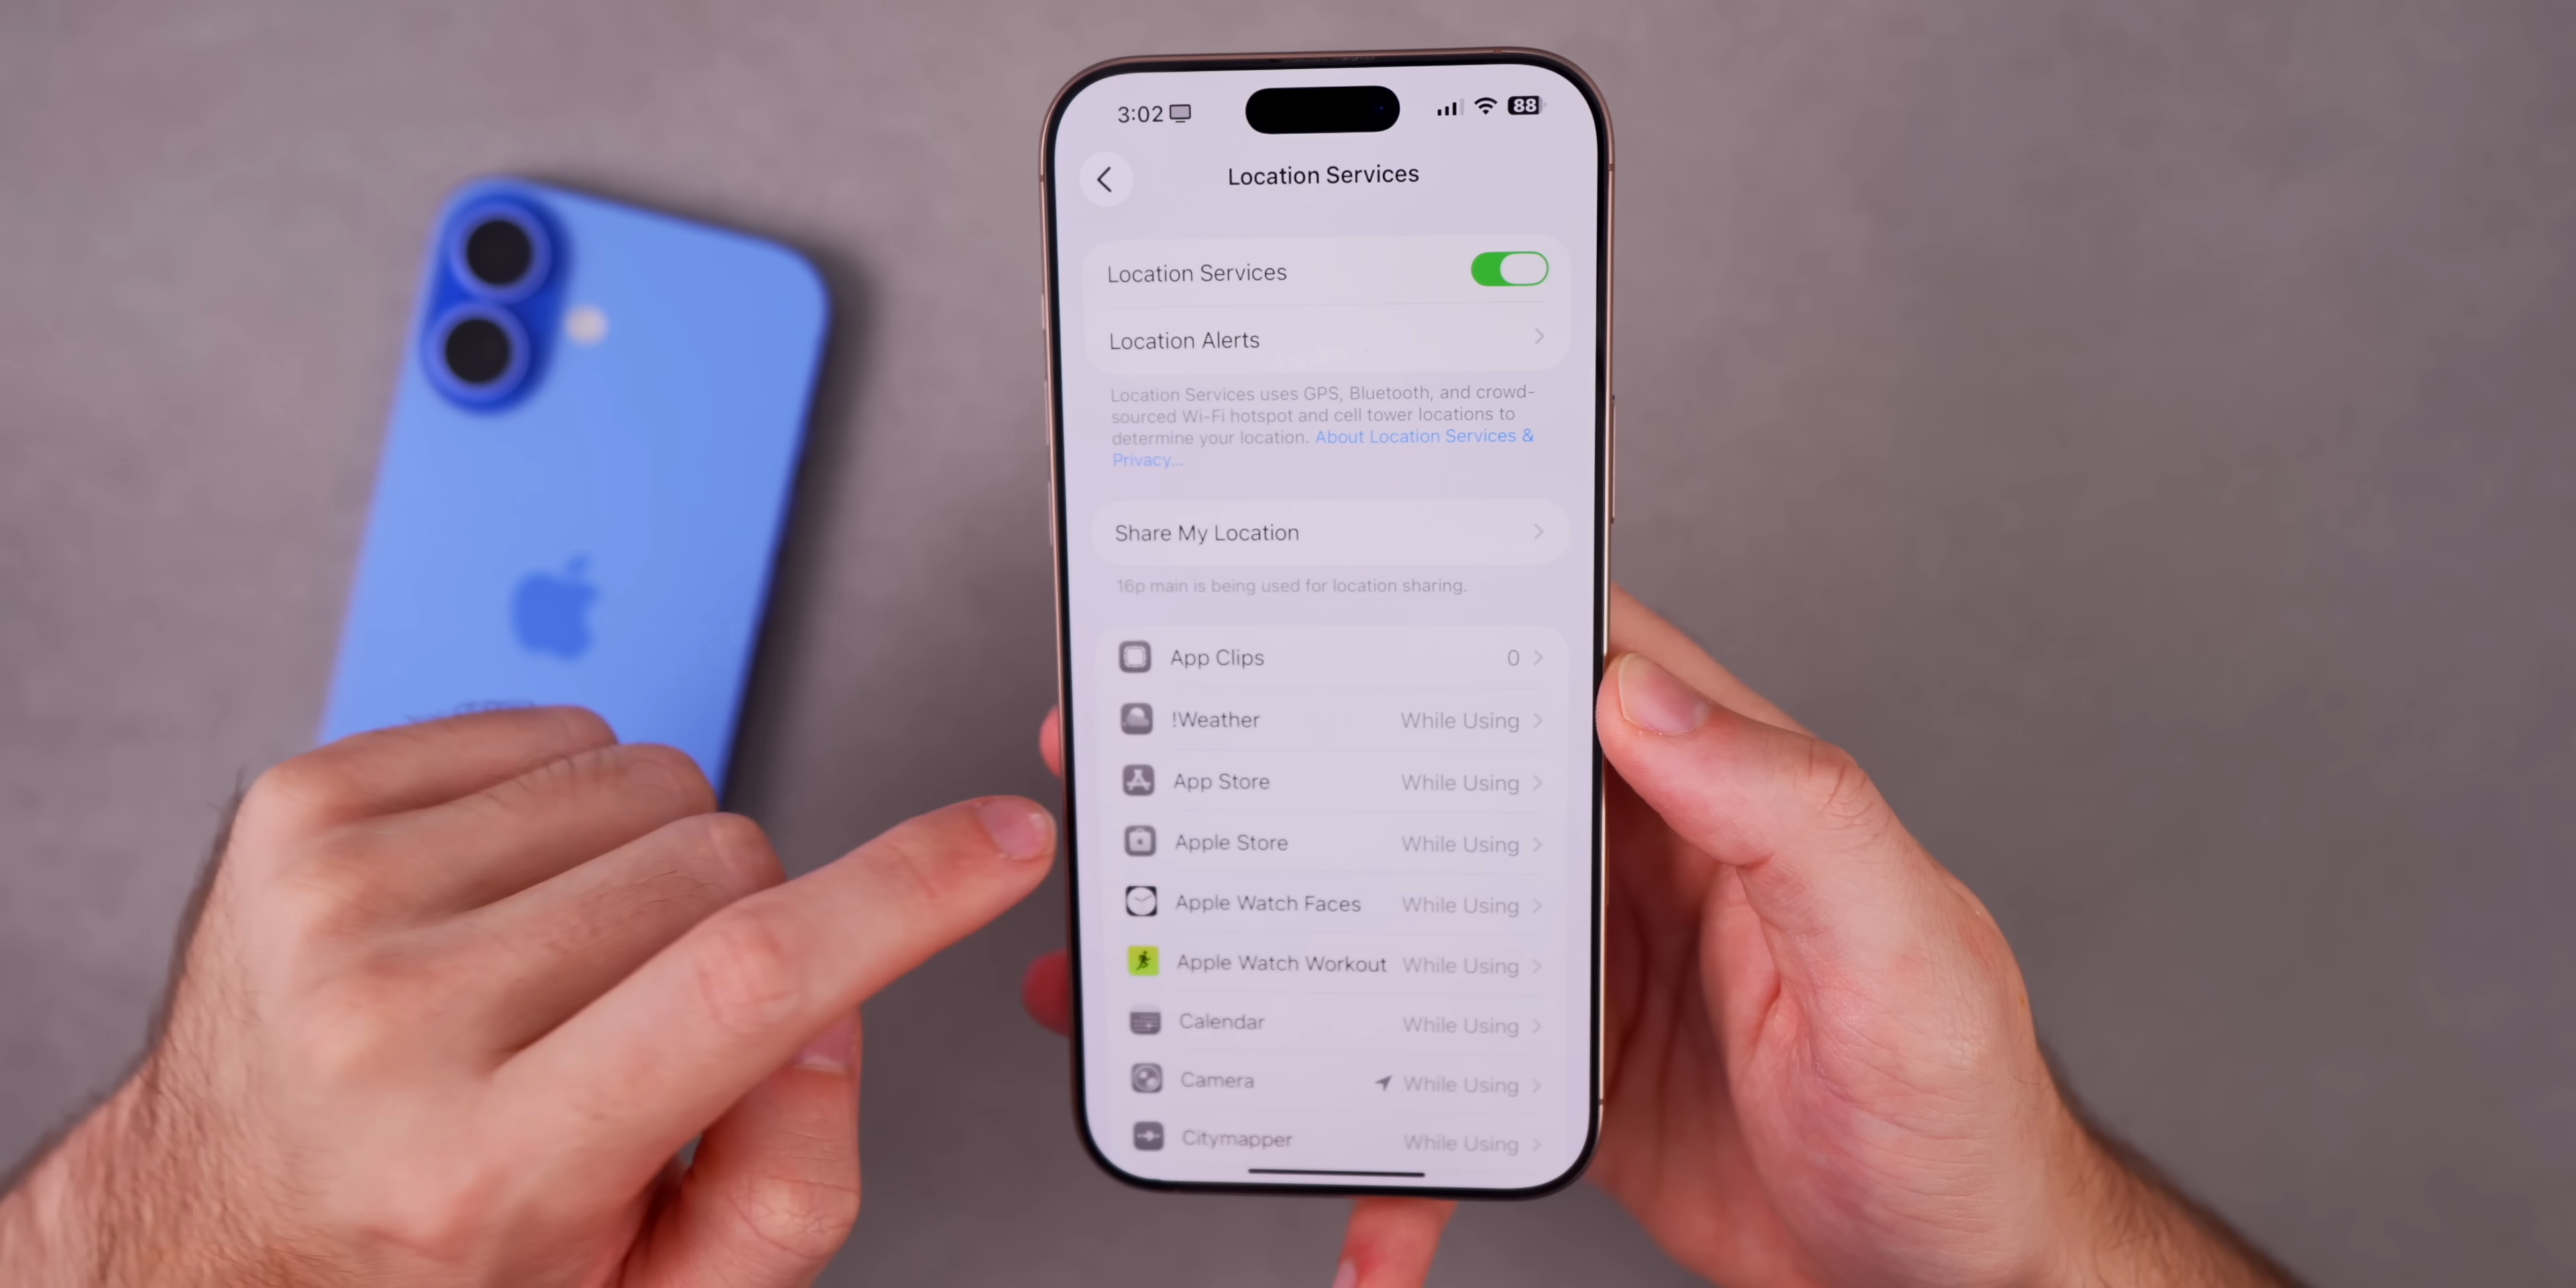 3:02 88
Location Services
Location Services
Location Alerts
Location Services uses GPS, Bluetooth, and crowd-
sourced Wi-Fi hotspot and cell tower locations to
determine your location. About Location Services &
Privacy...
Share My Location
16p main is being used for location sharing.
App Clips 0
!Weather While Using
App Store While Using
Apple Store While Using
Apple Watch Faces While Using
Apple Watch Workout While Using
Calendar While Using
Camera While Using
Citymapper While Using